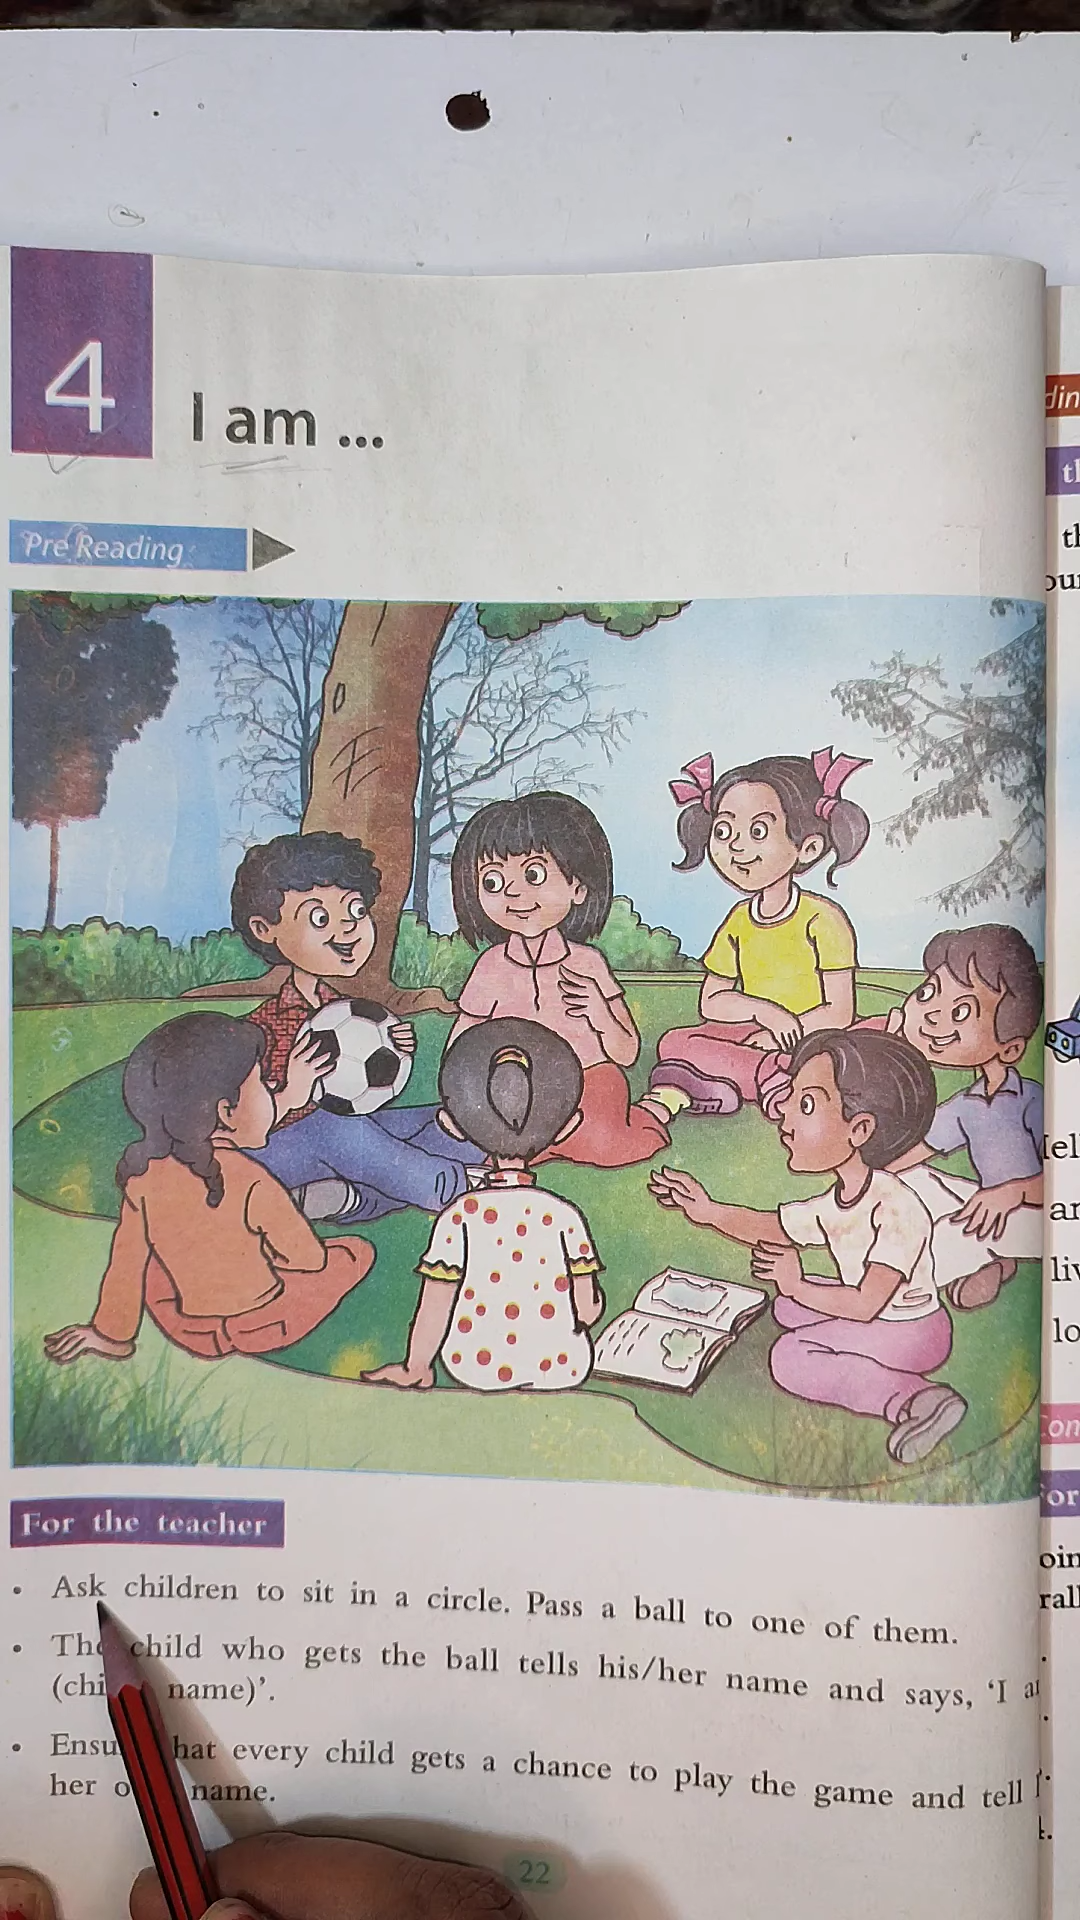 4
I am ...
Pre Reading
For the teacher
• Ask children to sit in a circle. Pass a ball to one of them.
• The child who gets the ball tells his/her name and says, ‘I
name)’.
• every child gets a chance to play the game and tell
her name.
22